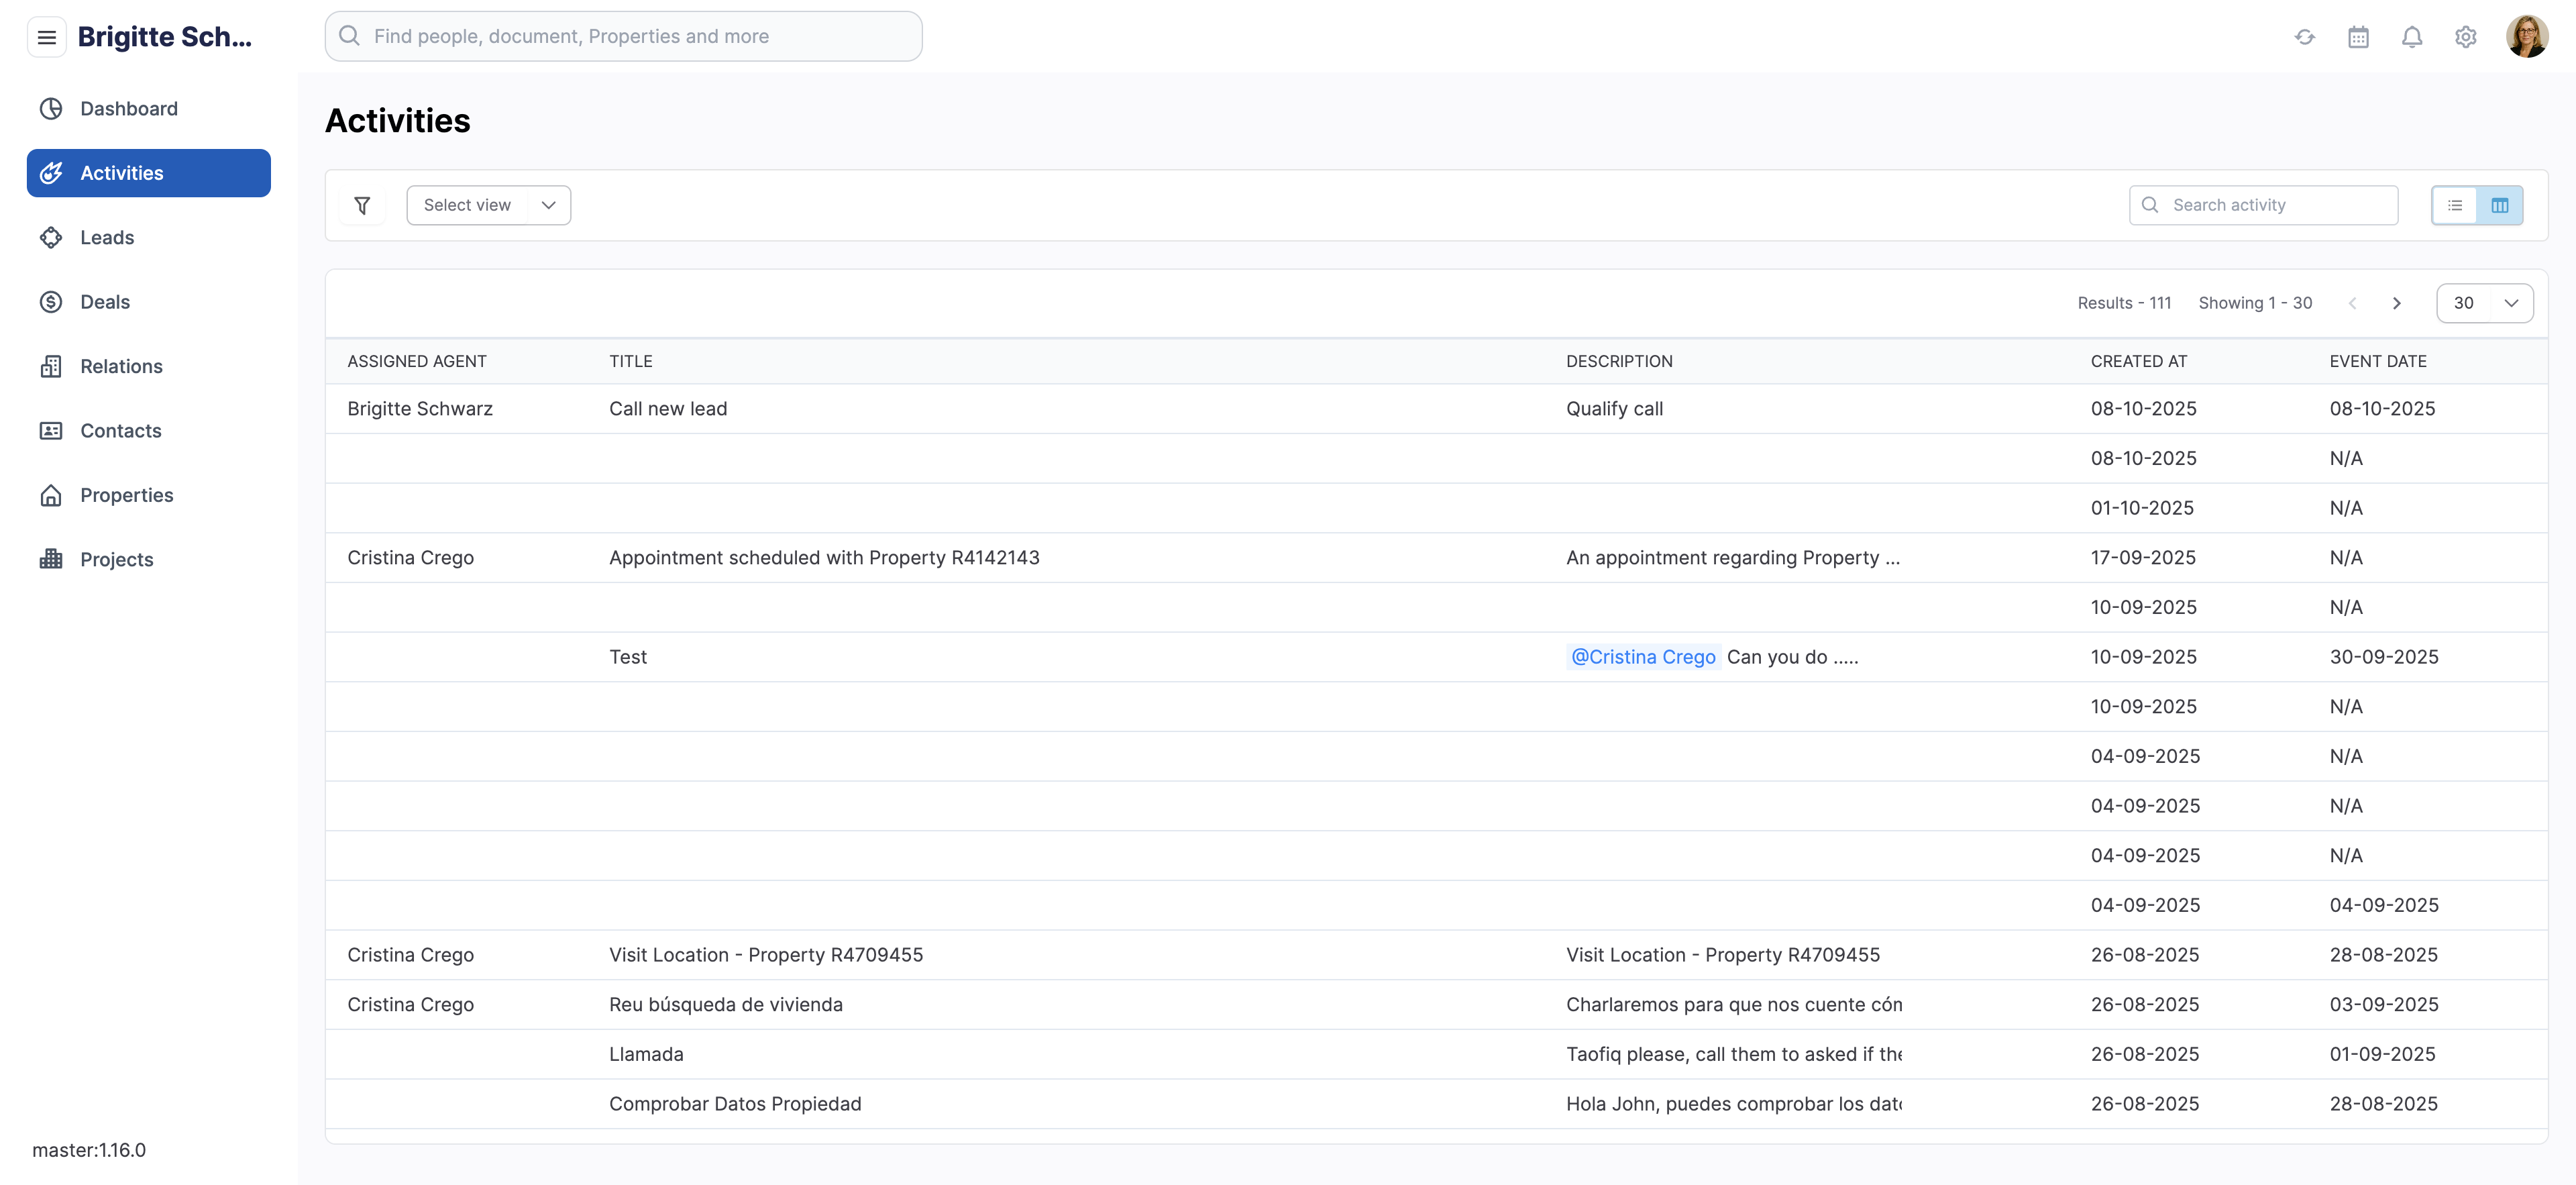 Brigitte Sch...
Find people, document, Properties and more
Dashboard
Activities
Leads
Deals
Relations
Contacts
Properties
Projects
master:1.16.0
Activities
Select view
Search activity
Results - 111 Showing 1 - 30 30
ASSIGNED AGENT TITLE DESCRIPTION CREATED AT EVENT DATE
Brigitte Schwarz Call new lead Qualify call 08-10-2025 08-10-2025
08-10-2025 N/A
01-10-2025 N/A
Cristina Crego Appointment scheduled with Property R4142143 An appointment regarding Property ... 17-09-2025 N/A
10-09-2025 N/A
Test @Cristina Crego Can you do ..... 10-09-2025 30-09-2025
10-09-2025 N/A
04-09-2025 N/A
04-09-2025 N/A
04-09-2025 N/A
04-09-2025 04-09-2025
Cristina Crego Visit Location - Property R4709455 Visit Location - Property R4709455 26-08-2025 28-08-2025
Cristina Crego Reu búsqueda de vivienda Charlaremos para que nos cuente 26-08-2025 03-09-2025
Llamada Taofiq please, call them to asked if 26-08-2025 01-09-2025
Comprobar Datos Propiedad Hola John, puedes comprobar los 26-08-2025 28-08-2025